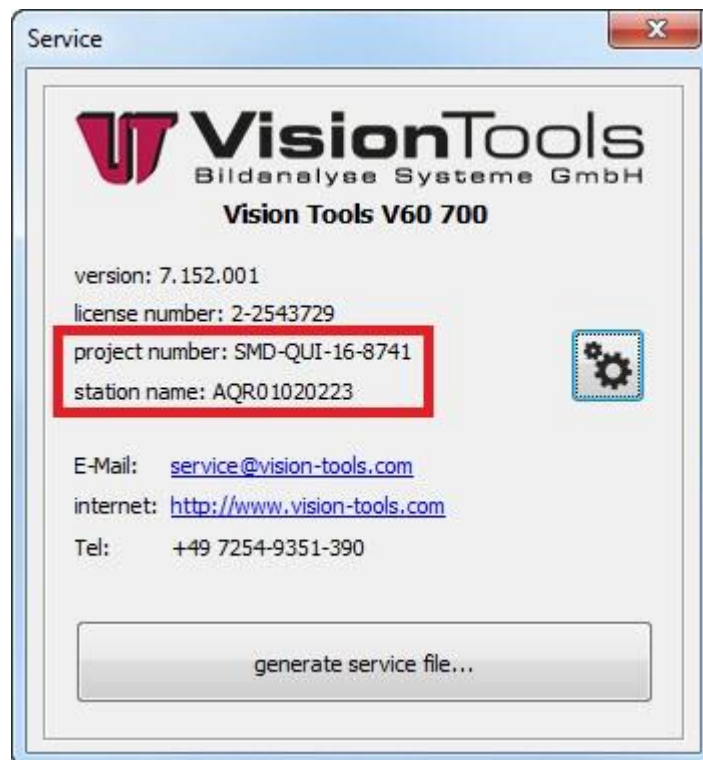 Service
VisionTools
Bildanalyse Systeme GmbH
Vision Tools V60 700
version: 7.152.001
license number: 2-2543729
project number: SMD-QUI-16-8741
station name: AQR01020223
E-Mail: service@vision-tools.com
internet: http://www.vision-tools.com
Tel: +49 7254-9351-390
generate service file...